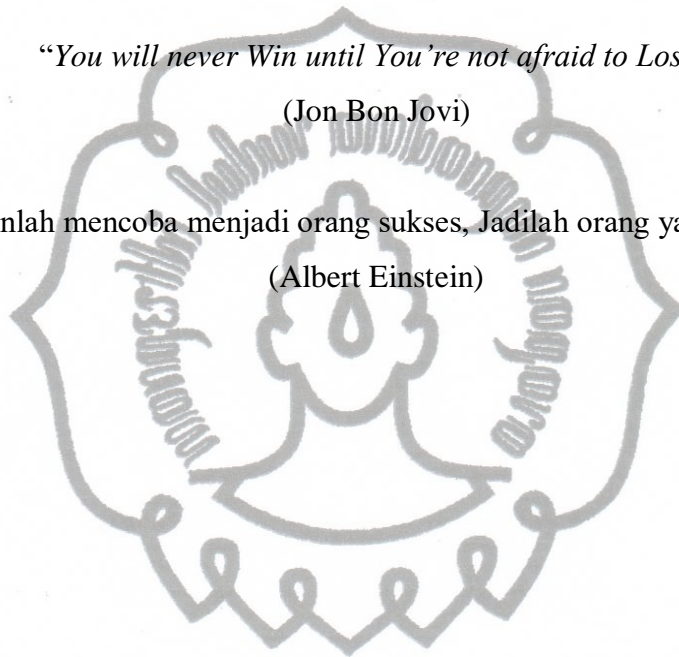 “You will never Win until You’re not afraid to Los
(Jon Bon Jovi)
nlah mencoba menjadi orang sukses, Jadilah orang ya
(Albert Einstein)